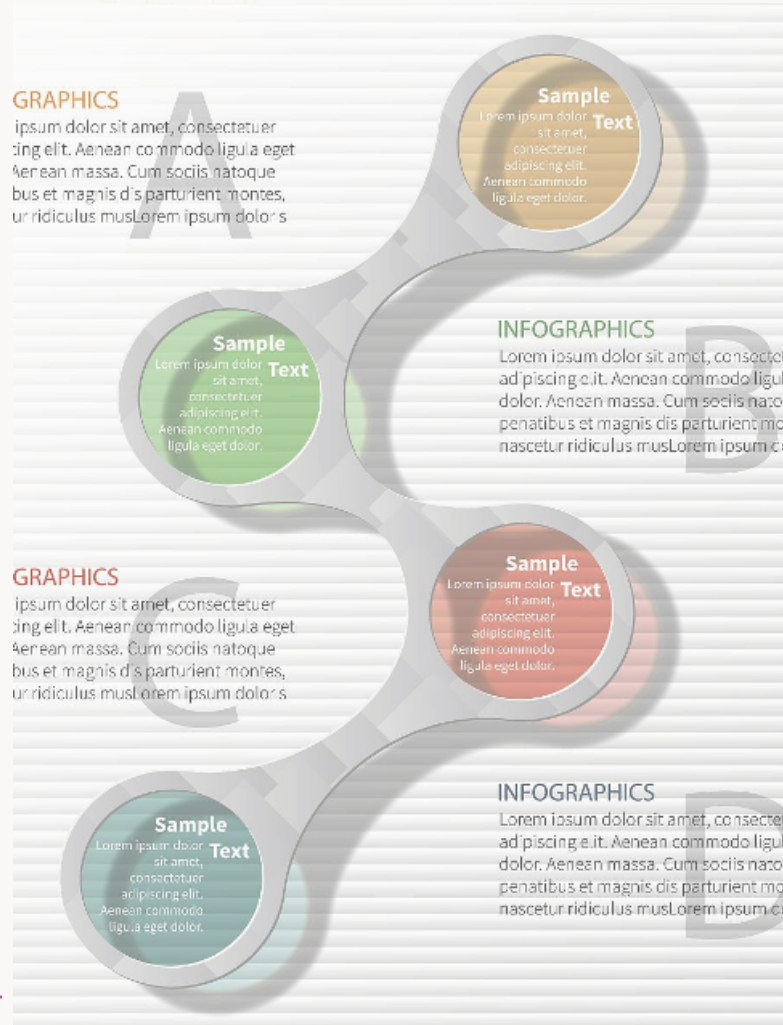 GRAPHICS
A
ipsum dolor sit amet, consectetuer
cing elit. Aenean commodo ligula eget
Aenean massa. Cum sociis natoque
bus et magnis dis parturient montes,
ur ridiculus musLorem ipsum dolor s
Sample
Text
Lorem ipsum dolor
sit amet,
consectetuer
adipiscing elit.
Aenean commodo
ligula eget dolor.
Sample
Text
Lorem ipsum dolor
sit amet,
consectetuer
adipiscing elit.
Aenean commodo
ligula eget dolor.
INFOGRAPHICS
B
Lorem ipsum dolor sit amet, consectet
adipiscing elit. Aenean commodo ligul
dolor. Aenean massa. Cum sociis nato
penatibus et magnis dis parturient mo
nascetur ridiculus musLorem ipsum
GRAPHICS
C
ipsum dolor sit amet, consectetuer
cing elit. Aenean commodo ligula eget
Aenean massa. Cum sociis natoque
bus et magnis dis parturient montes,
ur ridiculus musLorem ipsum dolor s
Sample
Text
Lorem ipsum dolor
sit amet,
consectetuer
adipiscing elit.
Aenean commodo
ligula eget dolor.
Sample
Text
Lorem ipsum dolor
sit amet,
consectetuer
adipiscing elit.
Aenean commodo
ligula eget dolor.
INFOGRAPHICS
D
Lorem ipsum dolor sit amet, consectet
adipiscing elit. Aenean commodo ligul
dolor. Aenean massa. Cum sociis nato
penatibus et magnis dis parturient mo
nascetur ridiculus musLorem ipsum